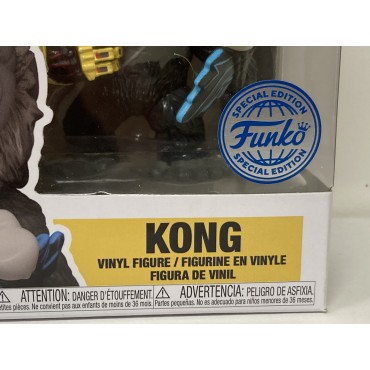 SPECIAL EDITION
Funko
SPECIAL EDITION
KONG
VINYL FIGURE / FIGURINE EN VINYLE
FIGURA DE VINIL
ATTENTION: DANGER D'ÉTOUFFEMENT.
petites pièces. Ne convient pas aux enfants de moins de 36 mois.
ADVERTENCIA: PELIGRO DE ASFIXIA.
Partes pequeñas. No es adecuado para niños menores de 36 meses.